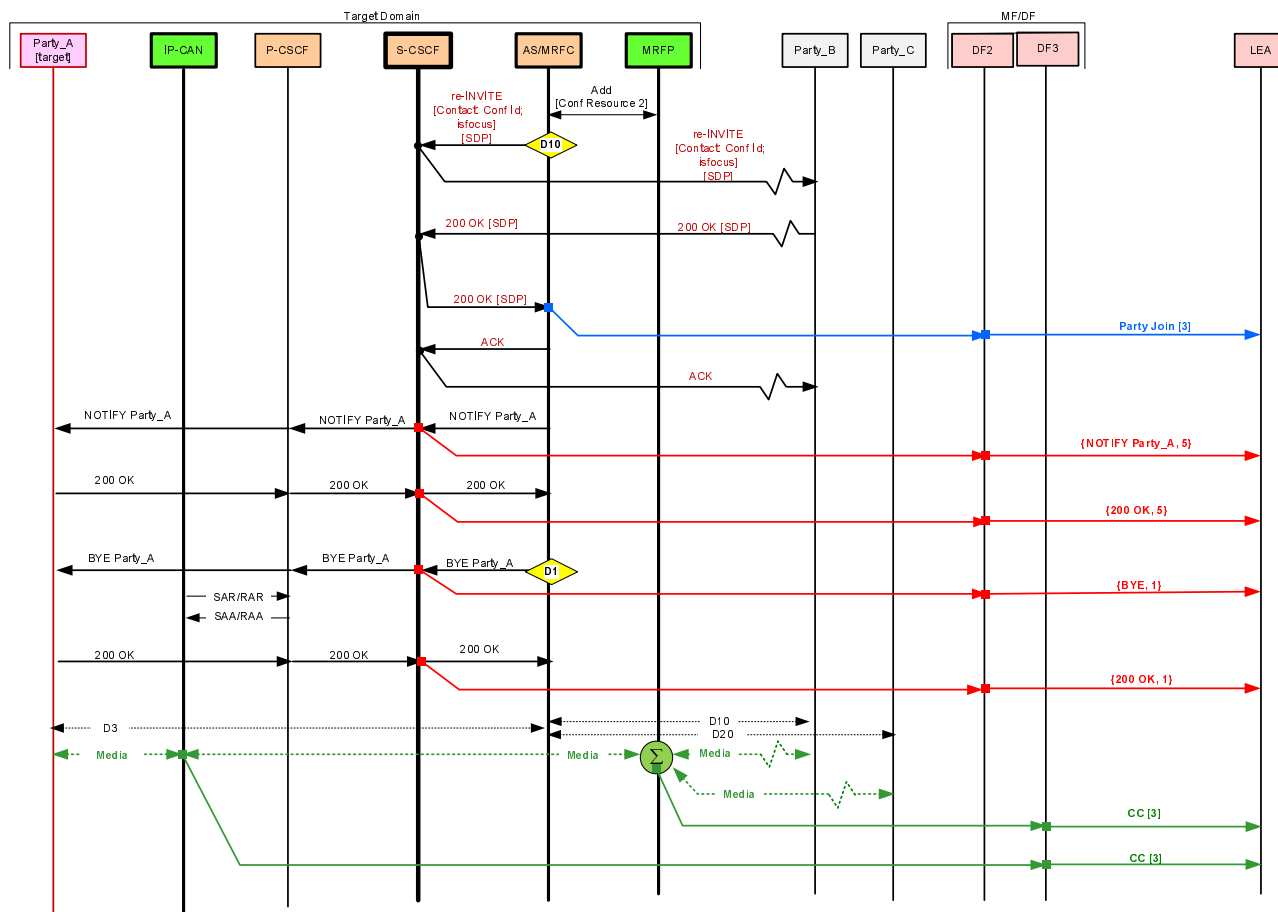 Target Domain
MF/DF
Party_A
[target]
IP-CAN
P-CSCF
S-CSCF
AS/MRFC
MRFP
Party_B
Party_C
DF2
DF3
LEA
re-INVITE
[Contact: Conf Id;
isfocus]
[SDP]
Add
[Conf Resource 2]
D10
re-INVITE
[Contact: Conf Id;
isfocus]
[SDP]
200 OK [SDP]
200 OK [SDP]
200 OK [SDP]
Party Join [3]
ACK
ACK
NOTIFY Party_A
NOTIFY Party_A
NOTIFY Party_A
{NOTIFY Party_A, 5}
200 OK
200 OK
200 OK
{200 OK, 5}
BYE Party_A
BYE Party_A
BYE Party_A
D1
{BYE, 1}
SAR/RAR
SAA/RAA
200 OK
200 OK
200 OK
{200 OK, 1}
D3
D10
D20
Media
Media
Σ
Media
Media
CC [3]
CC [3]